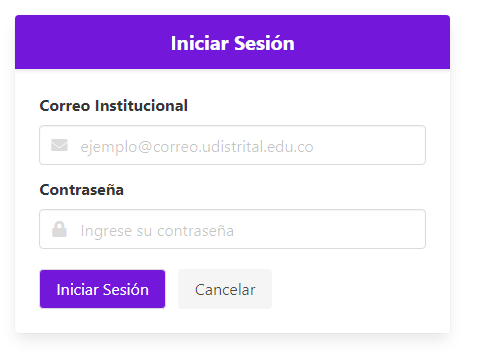 Iniciar Sesión
Correo Institucional
ejemplo@correo.udistrital.edu.co
Contraseña
Ingrese su contraseña
Iniciar Sesión Cancelar